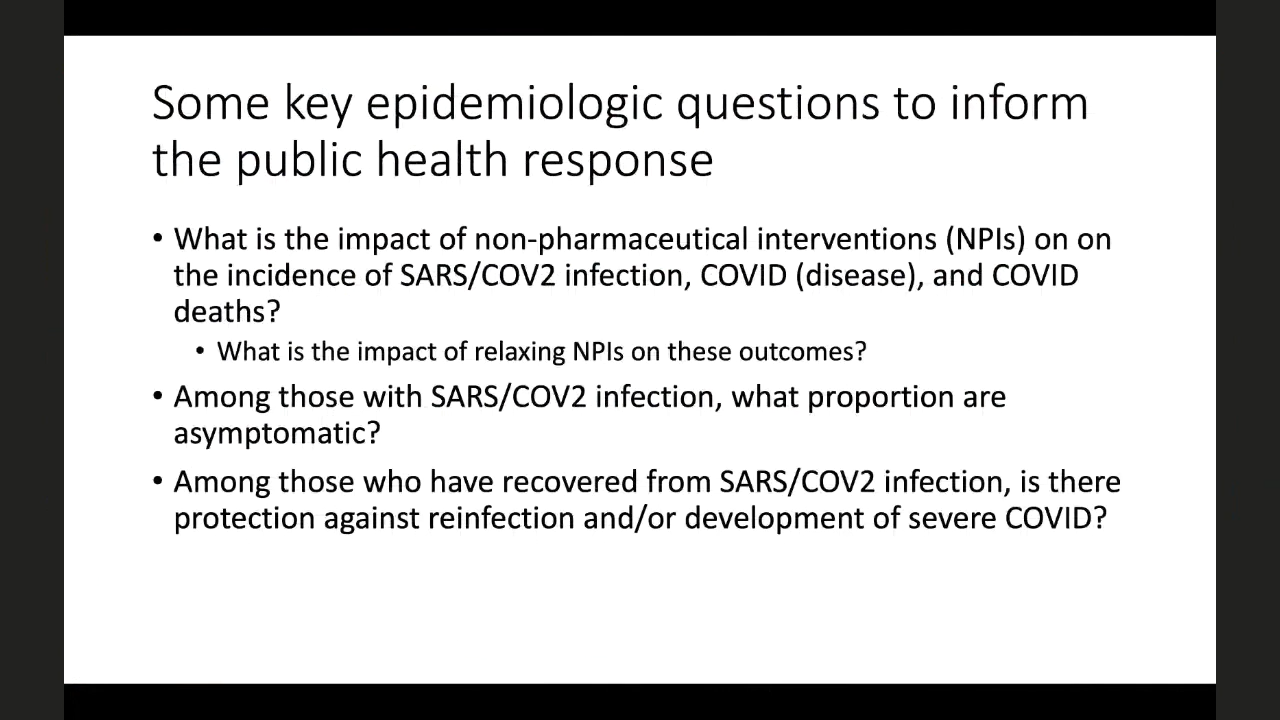 Some key epidemiologic questions to inform
the public health response
• What is the impact of non-pharmaceutical interventions (NPIs) on on
the incidence of SARS/COV2 infection, COVID (disease), and COVID
deaths?
• What is the impact of relaxing NPIs on these outcomes?
• Among those with SARS/COV2 infection, what proportion are
asymptomatic?
• Among those who have recovered from SARS/COV2 infection, is there
protection against reinfection and/or development of severe COVID?